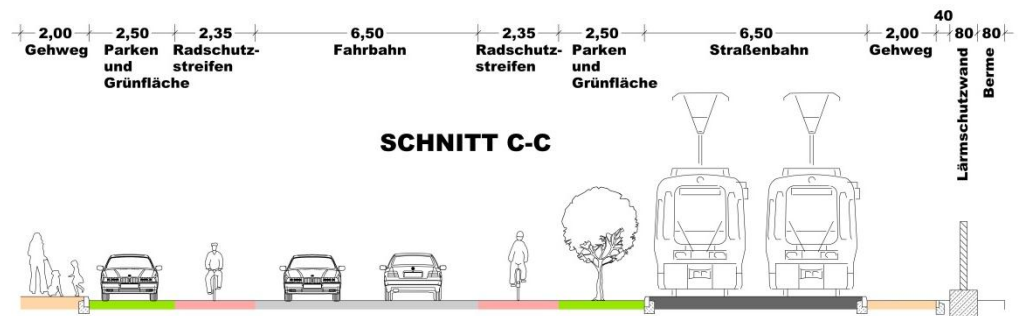 40
2,00 2,50 2,35 6,50 2,35 2,50 6,50 2,00 80 80
Gehweg Parken Radschutz- Fahrbahn Radschutz- Parken Straßenbahn Gehweg
und streifen streifen und
Grünfläche Grünfläche
Lärmschutzwand
Berme
SCHNITT C-C